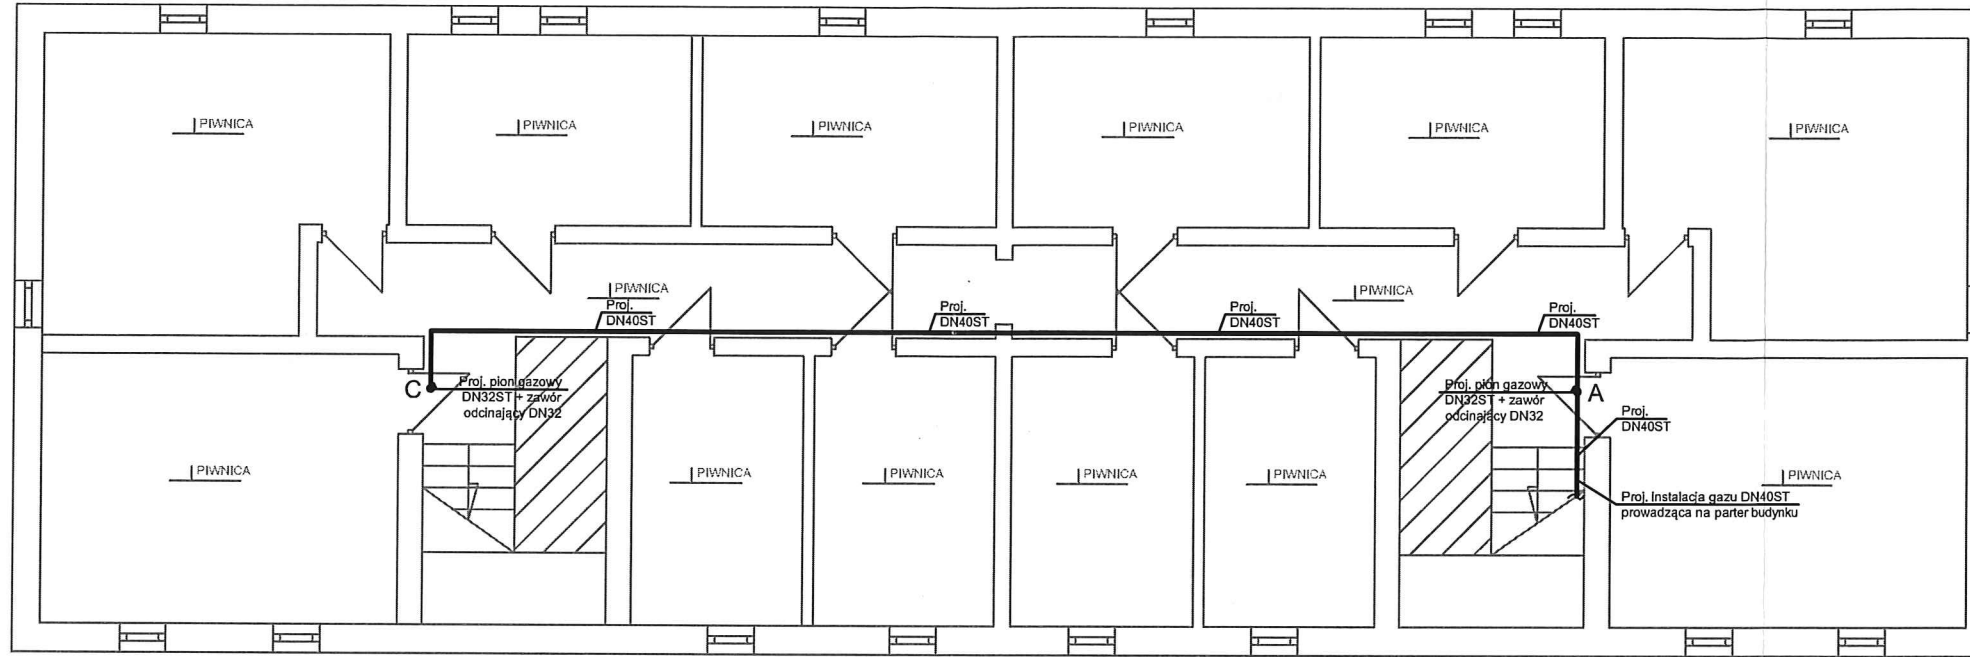 PIWNICA
PIWNICA
PIWNICA
PIWNICA
PIWNICA
PIWNICA
PIWNICA
Proj.
DN40ST
Proj.
DN40ST
Proj.
DN40ST
PIWNICA
Proj.
DN40ST
C
Proj. pion gazowy
DN32ST + zawór
odcinający DN32
Proj. pion gazowy
DN32ST + zawór
odcinający DN32
A
Proj.
DN40ST
PIWNICA
PIWNICA
PIWNICA
PIWNICA
PIWNICA
PIWNICA
Proj. Instalacja gazu DN40ST
prowadząca na parter budynku